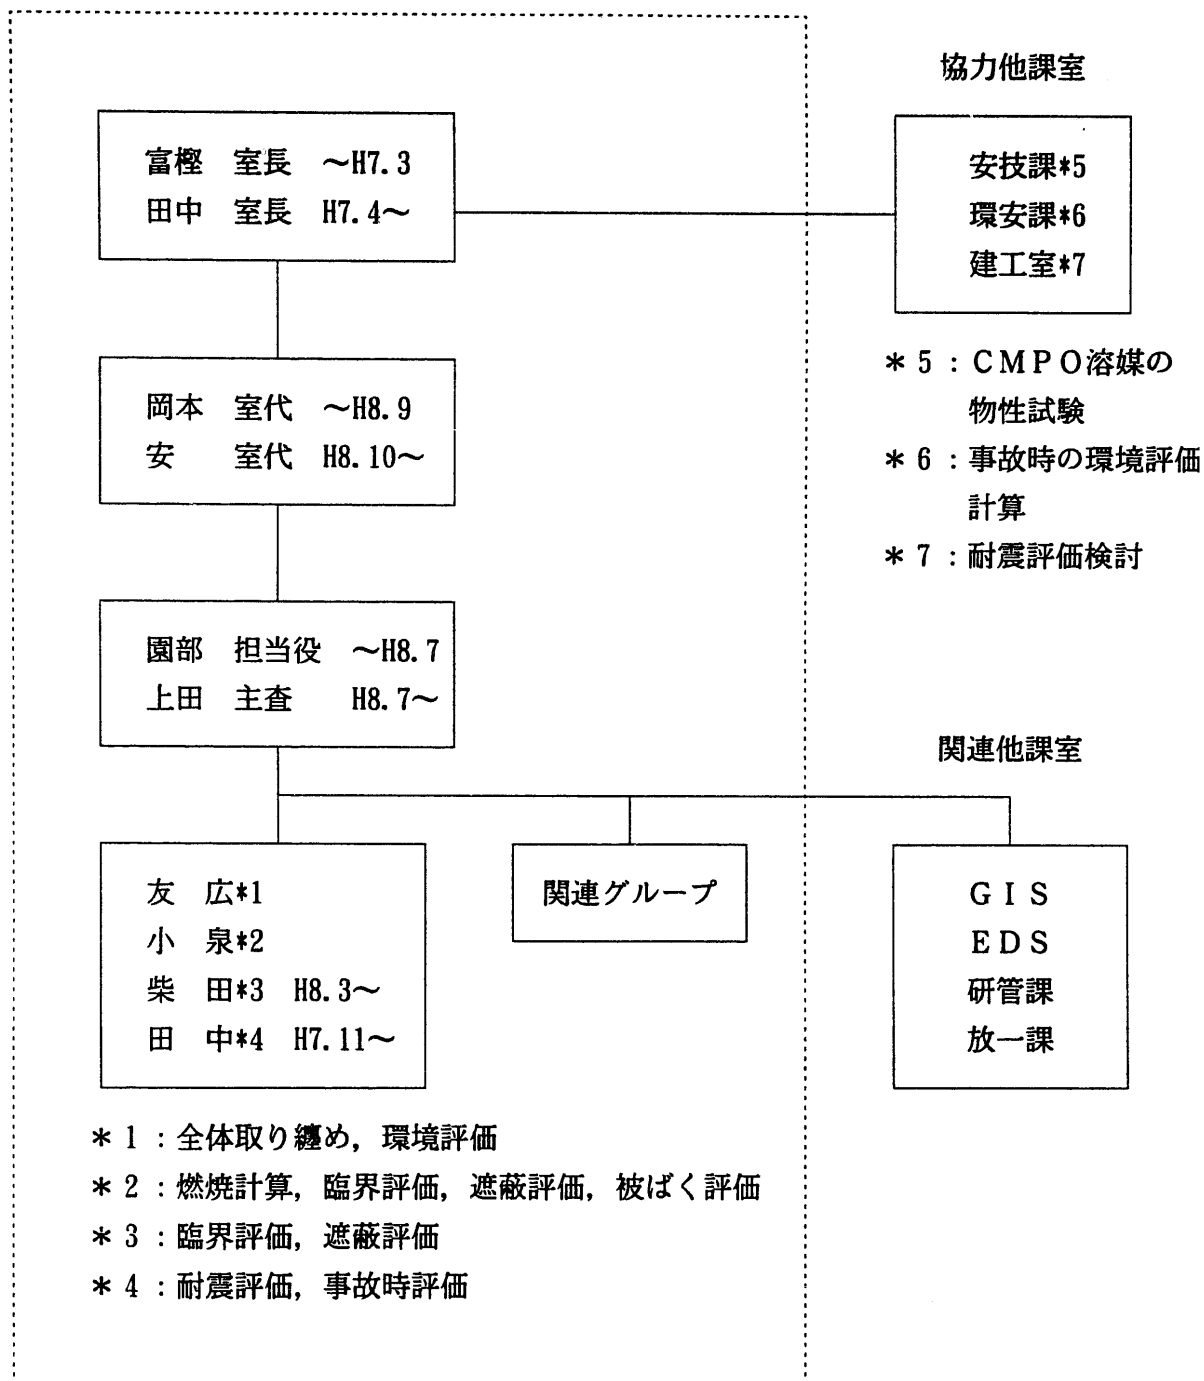 協力他課室
富樫　室長　～H7.3
田中　室長　H7.4～
安技課*5
環安課*6
建工室*7
＊5：ＣＭＰＯ溶媒の
物性試験
＊6：事故時の環境評価
計算
＊7：耐震評価検討
岡本　室代　～H8.9
安　　室代　H8.10～
園部　担当役　～H8.7
上田　主査　　H8.7～
関連他課室
友　広*1
小　泉*2
柴　田*3　H8.3～
田　中*4　H7.11～
関連グループ
ＧＩＳ
ＥＤＳ
研管課
放一課
＊1：全体取り纏め，環境評価
＊2：燃焼計算，臨界評価，遮蔽評価，被ばく評価
＊3：臨界評価，遮蔽評価
＊4：耐震評価，事故時評価